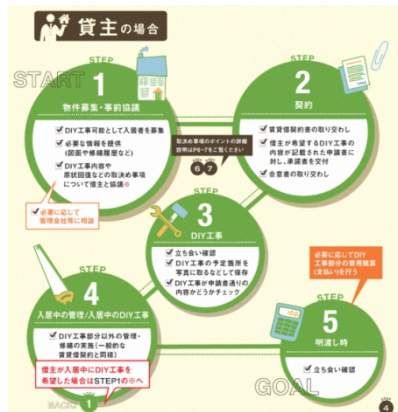 貸主の場合
START
STEP
1
物件募集・事前協議
DIY工事可能として入居者を募集
必要な情報を提供
(図面や修繕履歴など)
DIY工事内容や
原状回復などの取決め事項
について借主と協議※
必要に応じて
管理会社等に相談
STEP
2
契約
賃貸借契約書の取り交わし
借主が希望するDIY工事の
内容が記載された申請書に
対し、承諾書を交付
合意書の取り交わし
取決め事項のポイントの詳細
説明はP6~7をご覧ください
6 7
STEP
3
DIY工事
立ち会い確認
DIY工事の予定箇所を
写真に撮るなどして保存
DIY工事が申請書通りの
内容かどうかチェック
STEP
4
入居中の管理/入居中のDIY工事
DIY工事部分以外の管理・
修繕の実施(一般的な
賃貸借契約と同様)
借主が入居中にDIY工事を
希望した場合はSTEP1の※へ
BACK!
1
必要に応じてDIY
工事部分の費用精算
(支払い)を行う
STEP
5
明渡し時
立ち会い確認
GOAL
4